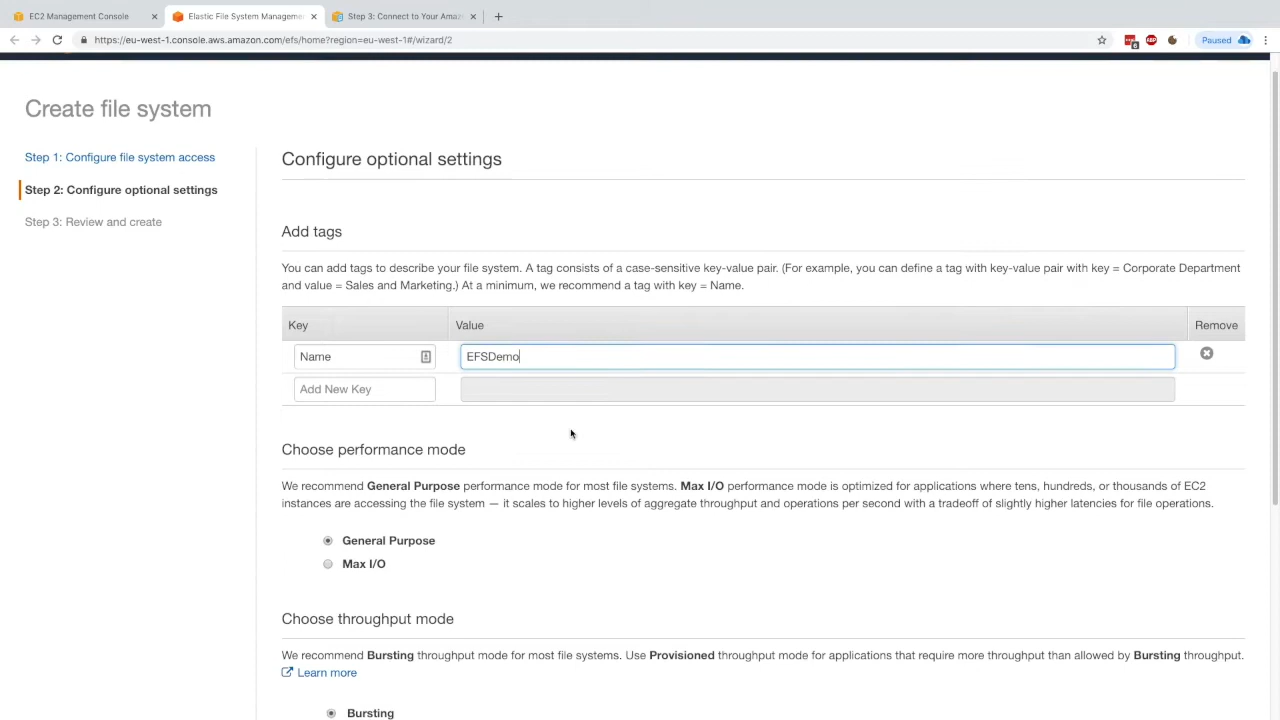 EC2 Management Console
Elastic File System Manageme
Step 3: Connect to Your Amaz
https://eu-west-1.console.aws.amazon.com/efs/home?region=eu-west-1#/wizard/2
6
ABP
Paused
Create file system
Step 1: Configure file system access
Step 2: Configure optional settings
Step 3: Review and create
Configure optional settings
Add tags
You can add tags to describe your file system. A tag consists of a case-sensitive key-value pair. (For example, you can define a tag with key-value pair with key = Corporate Department
and value = Sales and Marketing.) At a minimum, we recommend a tag with key = Name.
Key Value Remove
Name EFSDemo
Add New Key
Choose performance mode
We recommend General Purpose performance mode for most file systems. Max I/O performance mode is optimized for applications where tens, hundreds, or thousands of EC2
instances are accessing the file system — it scales to higher levels of aggregate throughput and operations per second with a tradeoff of slightly higher latencies for file operations.
General Purpose
Max I/O
Choose throughput mode
We recommend Bursting throughput mode for most file systems. Use Provisioned throughput mode for applications that require more throughput than allowed by Bursting throughput.
Learn more
Bursting